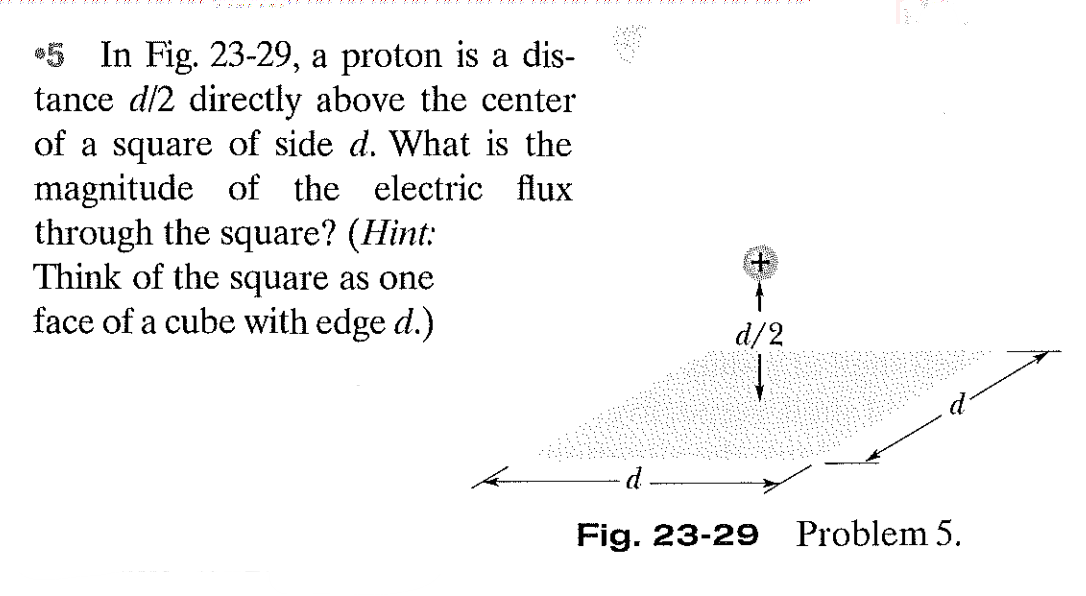 •5 In Fig. 23-29, a proton is a dis-
tance d/2 directly above the center
of a square of side d. What is the
magnitude of the electric flux
through the square? (Hint:
Think of the square as one
face of a cube with edge d.)
+
d/2
d
d
Fig. 23-29 Problem 5.